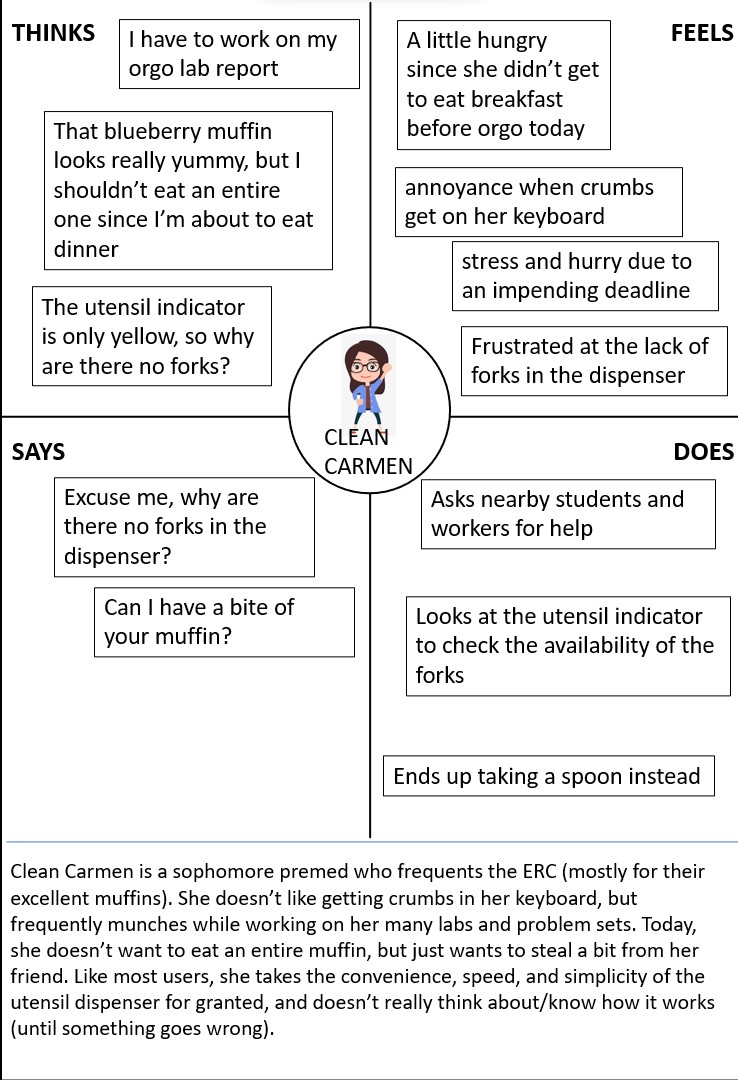 THINKS
I have to work on my
orgo lab report
That blueberry muffin
looks really yummy, but I
shouldn’t eat an entire
one since I’m about to eat
dinner
The utensil indicator
is only yellow, so why
are there no forks?
FEELS
A little hungry
since she didn’t get
to eat breakfast
before orgo today
annoyance when crumbs
get on her keyboard
stress and hurry due to
an impending deadline
Frustrated at the lack of
forks in the dispenser
CLEAN
CARMEN
SAYS
Excuse me, why are
there no forks in the
dispenser?
Can I have a bite of
your muffin?
DOES
Asks nearby students and
workers for help
Looks at the utensil indicator
to check the availability of the
forks
Ends up taking a spoon instead
Clean Carmen is a sophomore premed who frequents the ERC (mostly for their
excellent muffins). She doesn’t like getting crumbs in her keyboard, but
frequently munches while working on her many labs and problem sets. Today,
she doesn’t want to eat an entire muffin, but just wants to steal a bit from her
friend. Like most users, she takes the convenience, speed, and simplicity of the
utensil dispenser for granted, and doesn’t really think about/know how it works
(until something goes wrong).